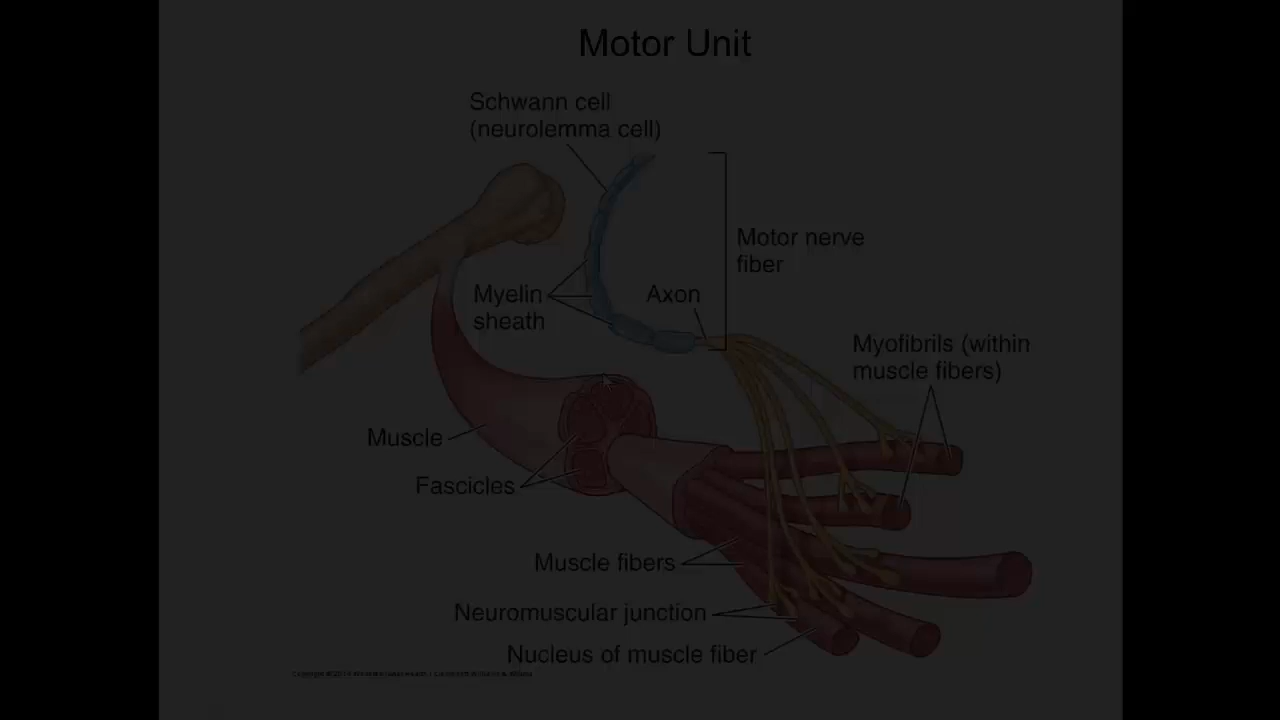 Motor Unit
Schwann cell
(neurolemma cell)
Motor nerve
fiber
Myelin
sheath
Axon
Myofibrils (within
muscle fibers)
Muscle
Fascicles
Muscle fibers
Neuromuscular junction
Nucleus of muscle fiber